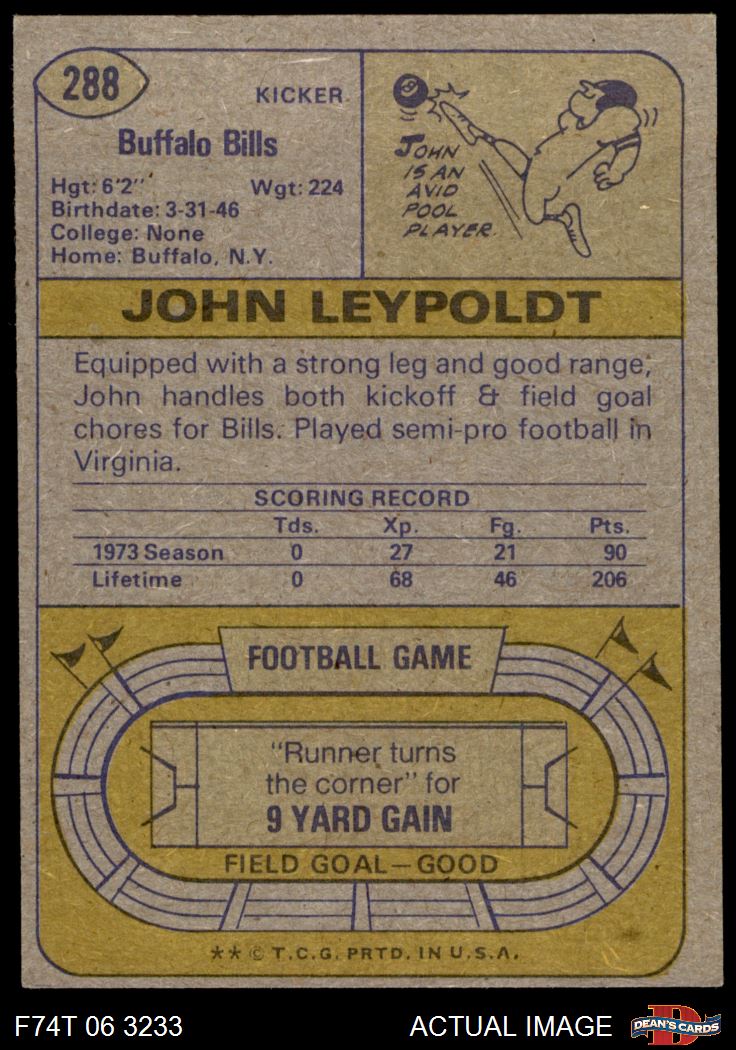 288
KICKER
Buffalo Bills
Hgt: 6'2" Wgt: 224
Birthdate: 3-31-46
College: None
Home: Buffalo, N.Y.
8
JOHN
IS AN
AVID
POOL
PLAYER.
JOHN LEYPOLDT
Equipped with a strong leg and good range,
John handles both kickoff & field goal
chores for Bills. Played semi-pro football in
Virginia.
SCORING RECORD
Tds. Xp. Fg. Pts.
1973 Season 0 27 21 90
Lifetime 0 68 46 206
FOOTBALL GAME
"Runner turns
the corner" for
9 YARD GAIN
FIELD GOAL—GOOD
** © T.C.G. PRTD. IN U.S.A.
F74T 06 3233 ACTUAL IMAGE
DEAN'S CARDS